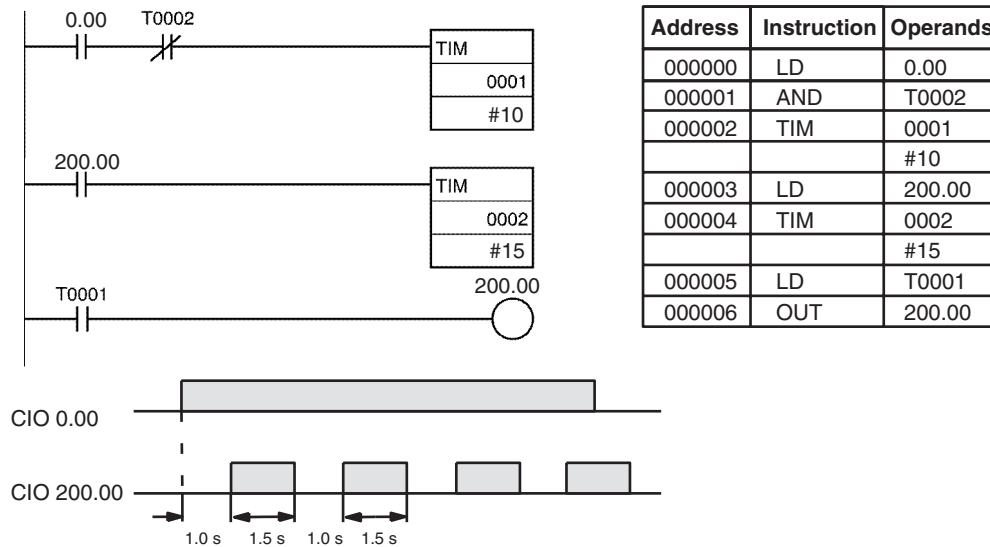 0.00 T0002
TIM
0001
#10
200.00
TIM
0002
#15
T0001
200.00
Address Instruction Operands
000000 LD 0.00
000001 AND T0002
000002 TIM 0001
#10
000003 LD 200.00
000004 TIM 0002
#15
000005 LD T0001
000006 OUT 200.00
CIO 0.00
CIO 200.00
1.0 s 1.5 s 1.0 s 1.5 s